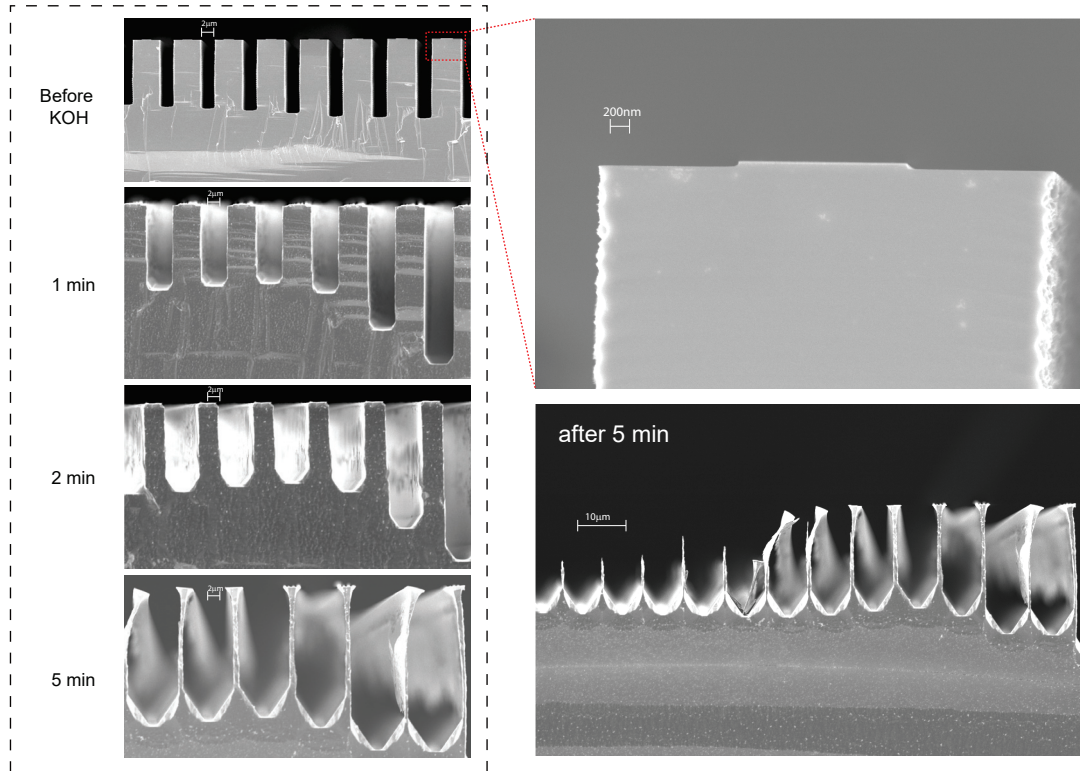 2µm
Before
KOH
200nm
2µm
1 min
2µm
2 min
after 5 min
10µm
2µm
5 min